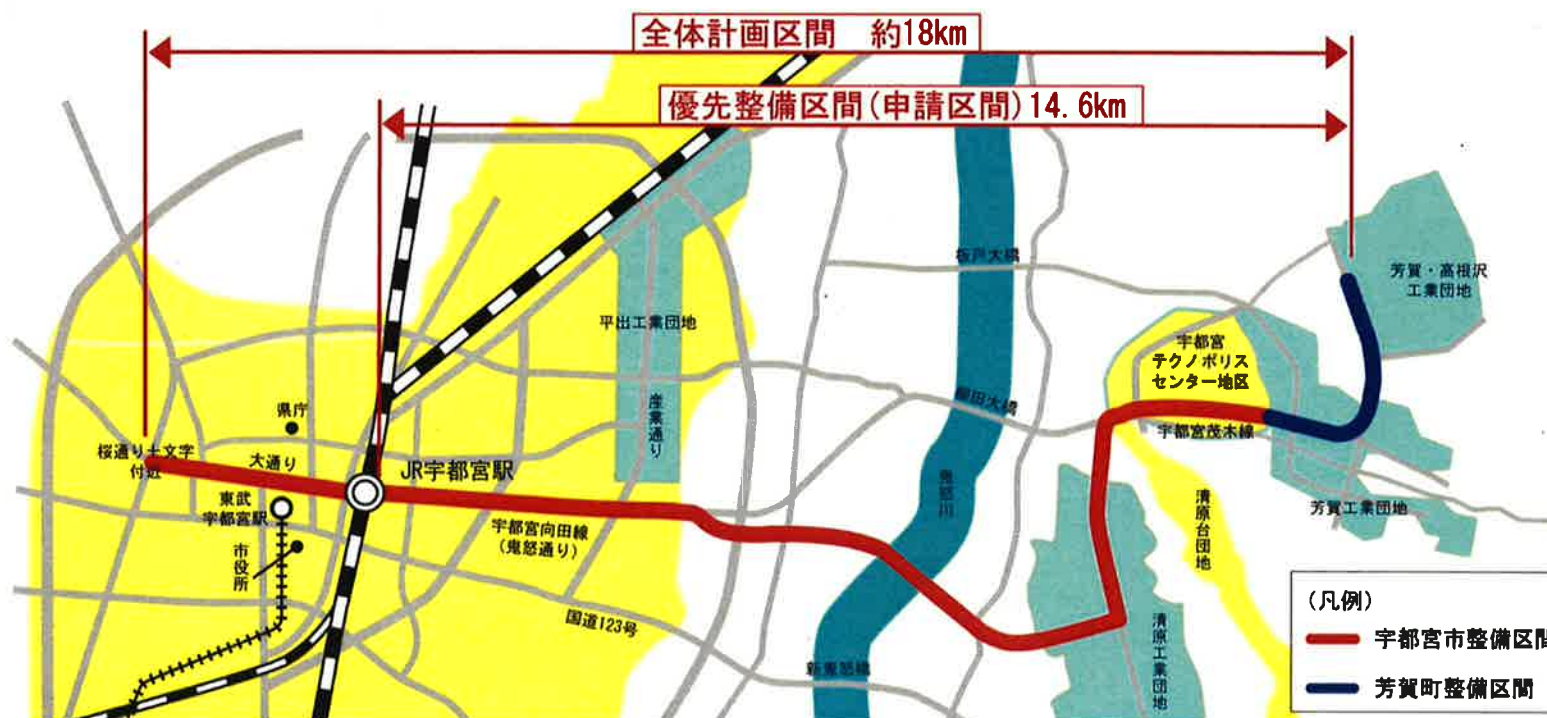 全体計画区間　約18km
優先整備区間(申請区間)14.6km
板戸大橋
芳賀・高根沢
工業団地
平出工業団地
宇都宮
テクノポリス
センター地区
産業通り
柳田大橋
宇都宮茂木線
県庁
桜通り十文字
付近
大通り
JR宇都宮駅
東武
宇都宮駅
宇都宮向田線
(鬼怒通り)
鬼怒川
清原台団地
芳賀工業団地
市役所
国道123号
新鬼怒橋
清原工業団地
(凡例)
宇都宮市整備区間
芳賀町整備区間